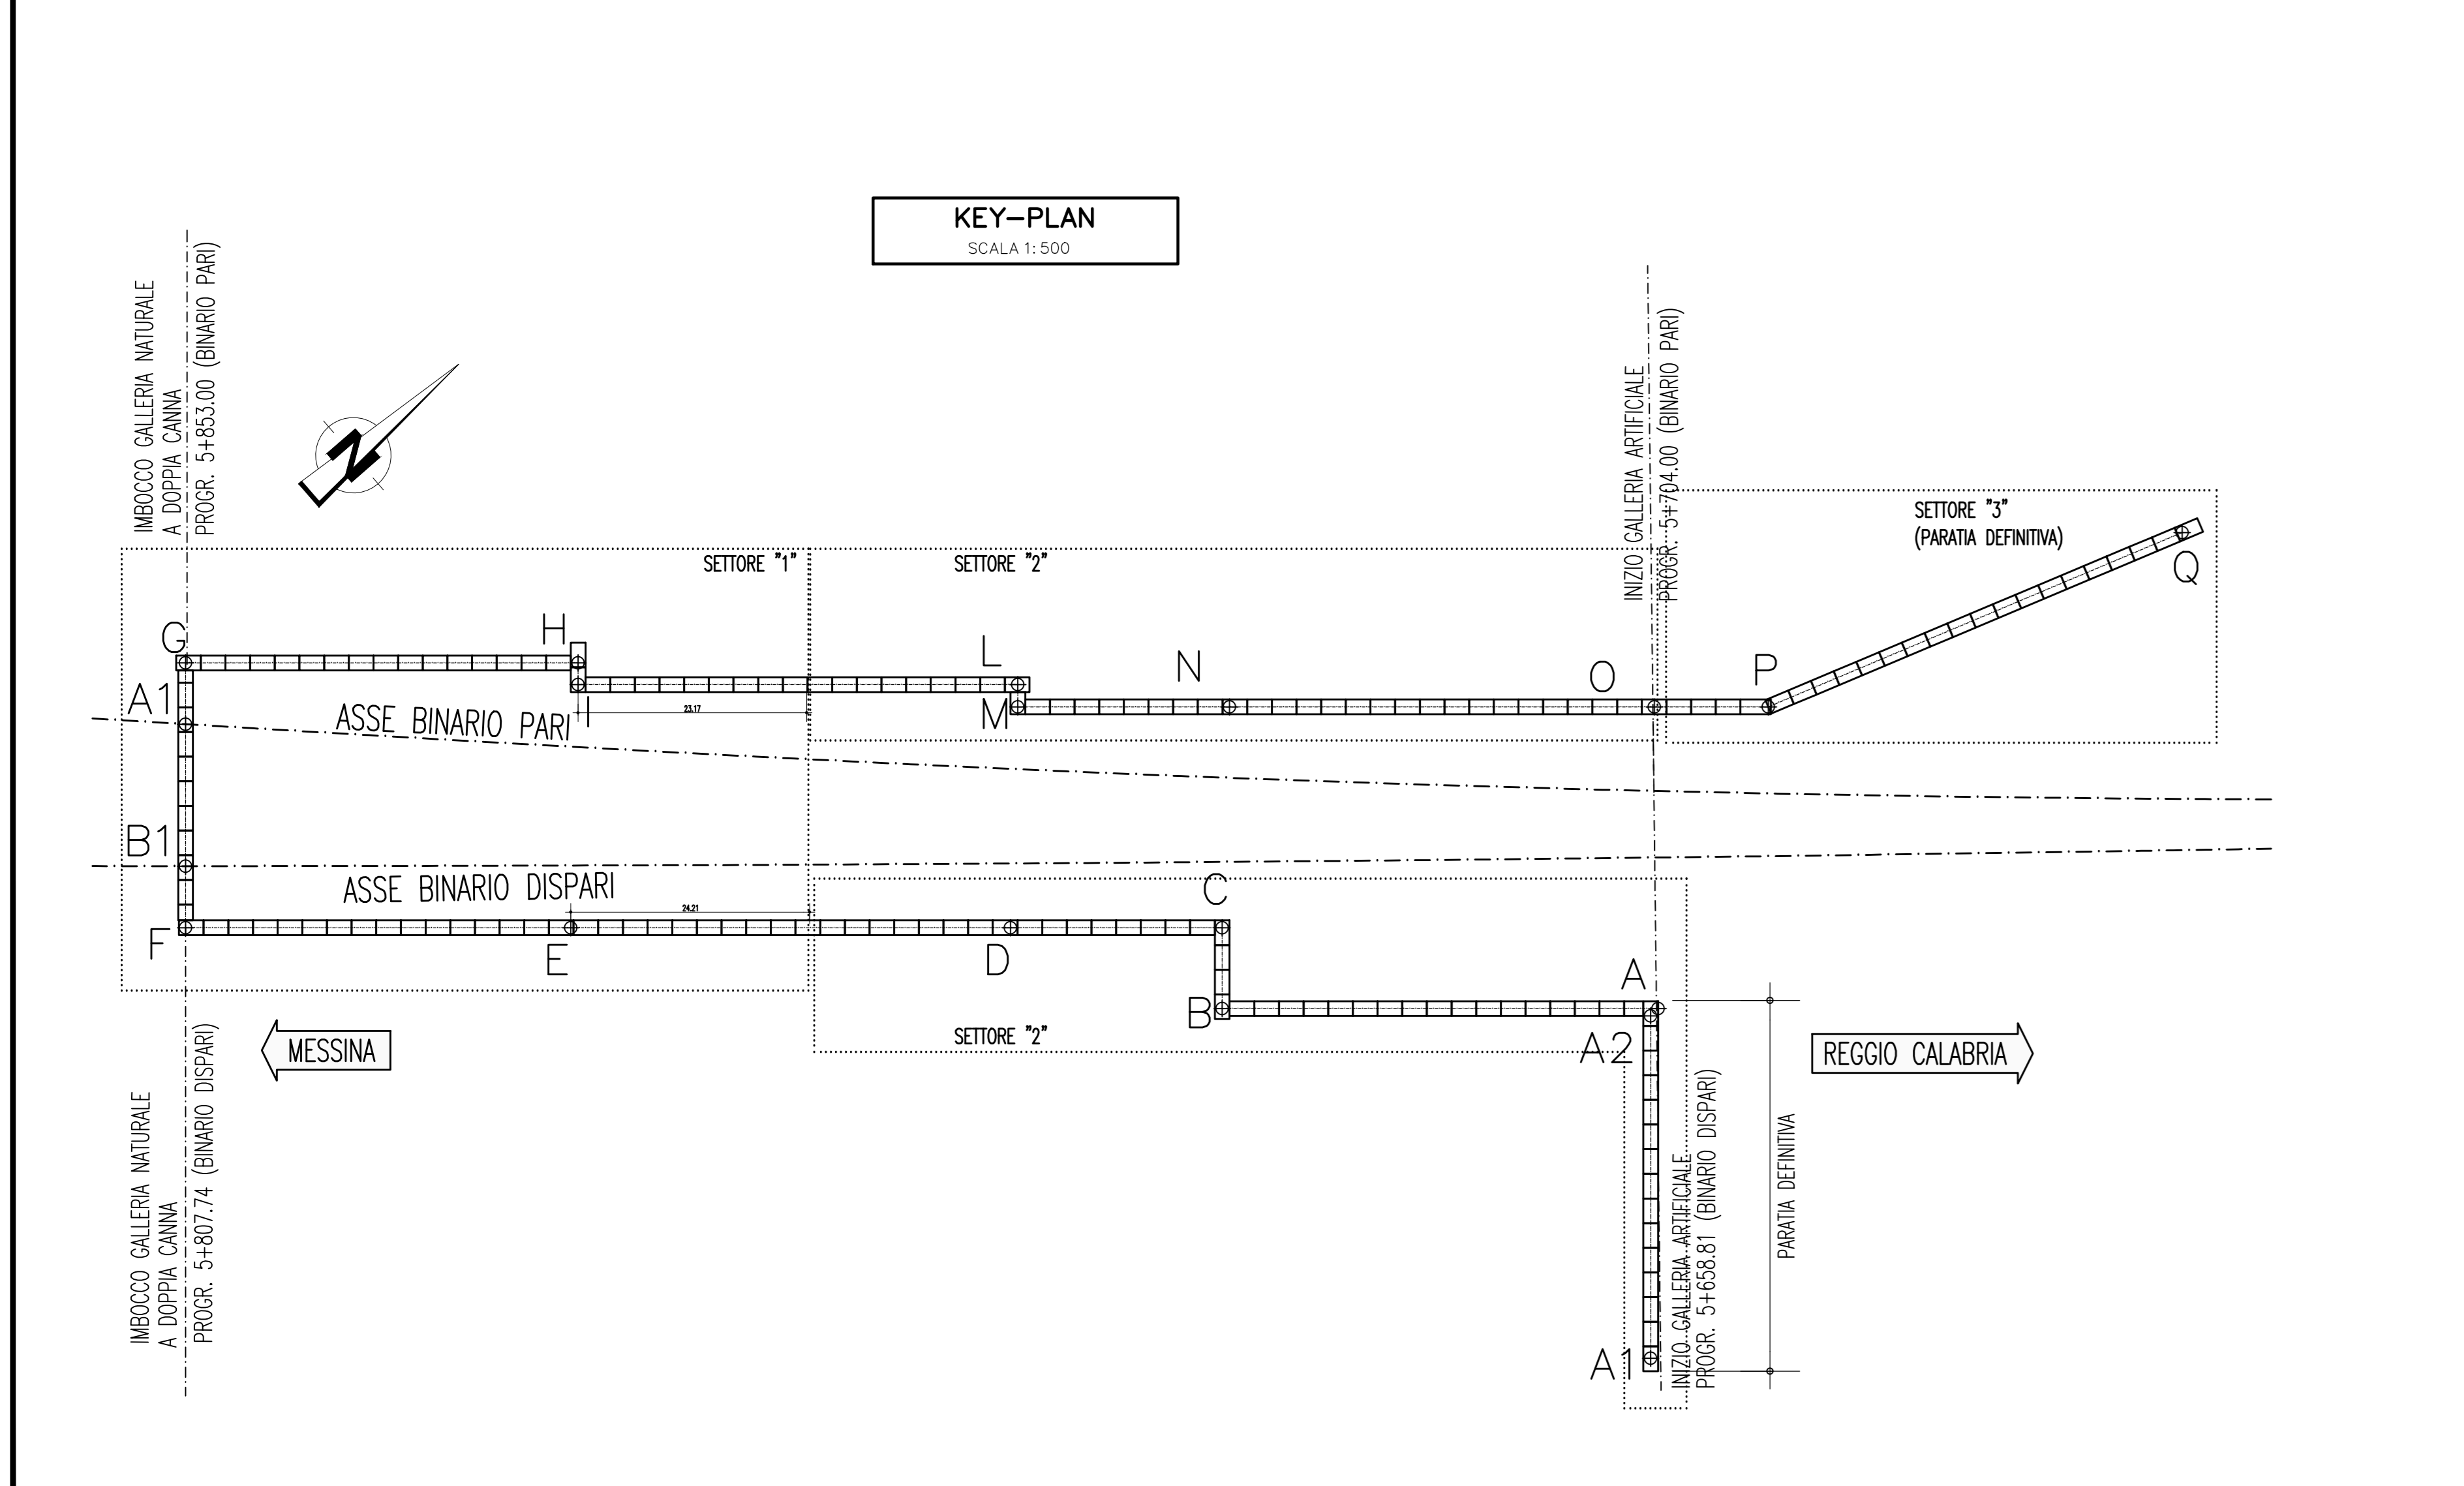 KEY-PLAN
SCALA 1:500
IMBOCCO GALLERIA NATURALE
A DOPPIA CANNA
PROGR. 5+853.00 (BINARIO PARI)
INIZIO GALLERIA ARTIFICIALE
PROGR. 5+704.00 (BINARIO PARI)
N
SETTORE "3"
(PARATIA DEFINITIVA)
SETTORE "1"
SETTORE "2"
Q
G
H
L
N
O
P
A1
I
M
23.17
ASSE BINARIO PARI
B1
ASSE BINARIO DISPARI
24.21
C
F
E
D
A
B
SETTORE "2"
A2
MESSINA
REGGIO CALABRIA
IMBOCCO GALLERIA NATURALE
A DOPPIA CANNA
PROGR. 5+807.74 (BINARIO DISPARI)
INIZIO GALLERIA ARTIFICIALE
PROGR. 5+658.81 (BINARIO DISPARI)
PARATIA DEFINITIVA
A1